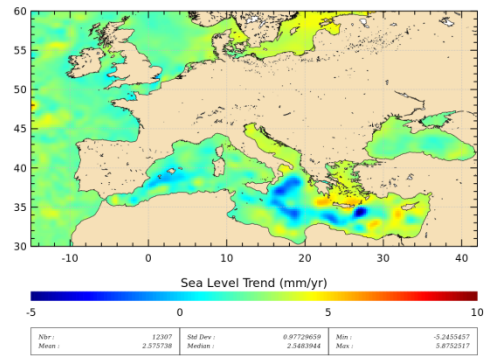 60
55
50
45
40
35
30
-10 0 10 20 30 40
Sea Level Trend (mm/yr)
-5 0 5 10
Nbr : 12307 Std Dev : 0.97729659 Min : -5.2455457
Mean : 2.575738 Median : 2.5483944 Max : 5.8752517